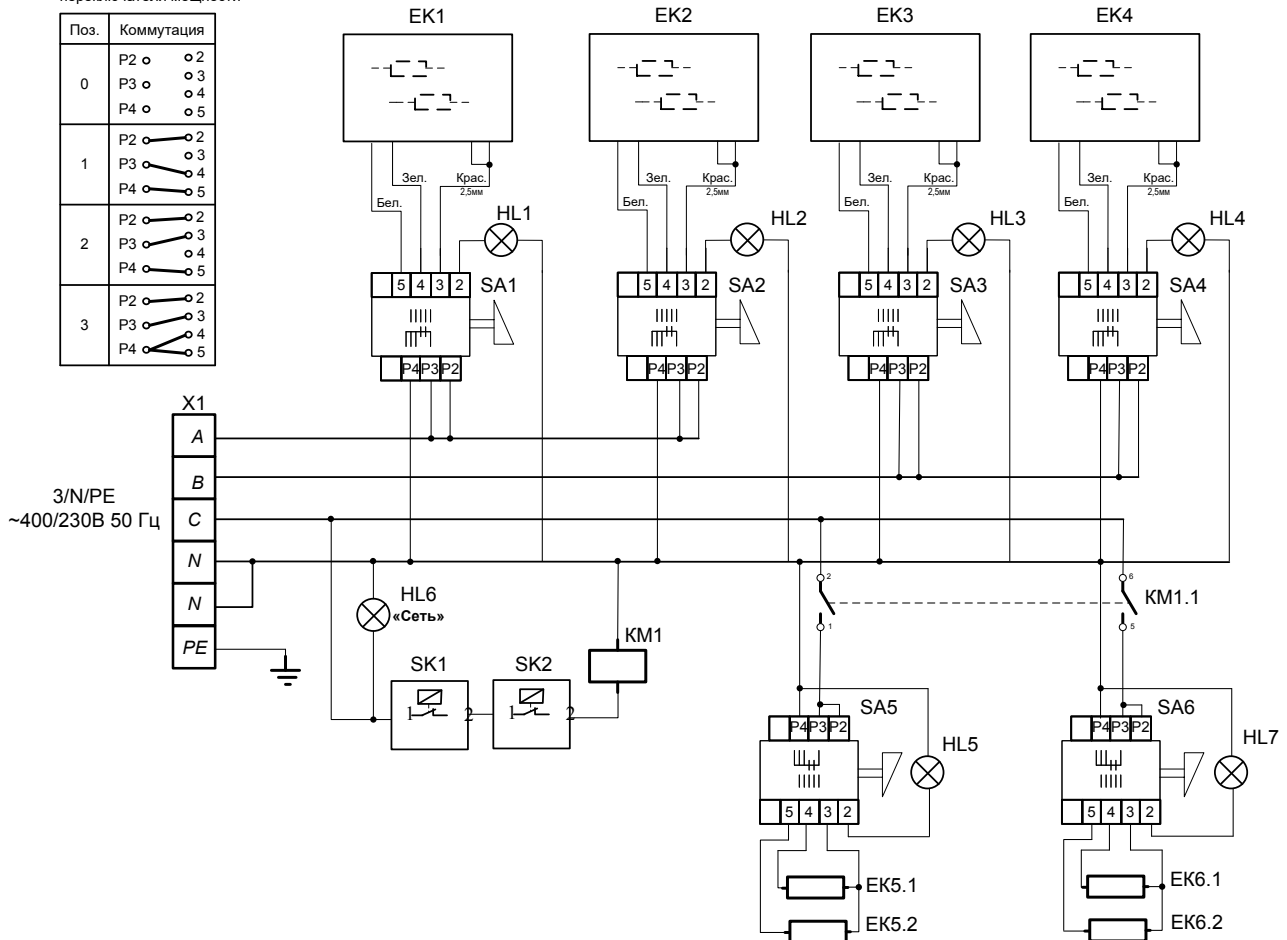 переключателя мощности
Поз. Коммутация
0
P2 2
3
P3
4
P4 5
1
P2 2
3
P3
4
P4 5
2
P2 2
3
P3
4
P4 5
3
P2 2
3
P3
4
P4 5
EK1 EK2 EK3 EK4
Зел. Крас. Зел. Крас. Зел. Крас. Зел. Крас.
2,5мм 2,5мм 2,5мм 2,5мм
Бел. Бел. Бел. Бел.
HL1 HL2 HL3 HL4
5 4 3 2 SA1 5 4 3 2 SA2 5 4 3 2 SA3 5 4 3 2 SA4
P4 P3 P2 P4 P3 P2 P4 P3 P2 P4 P3 P2
X1
A
B
C
N
N
PE
3/N/PE
~400/230В 50 Гц
HL6
«Сеть»
KM1
SK1 SK2
1 2 1 2
2 6
KM1.1
1 5
SA5 SA6
P4 P3 P2 P4 P3 P2
HL5 HL7
5 4 3 2 5 4 3 2
EK5.1 EK6.1
EK5.2 EK6.2